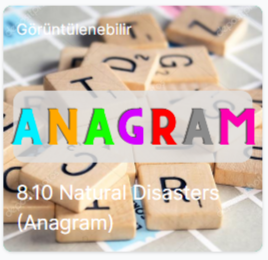 Görüntülenebilir
ANAGRAM
8.10 Natural Disasters
(Anagram)